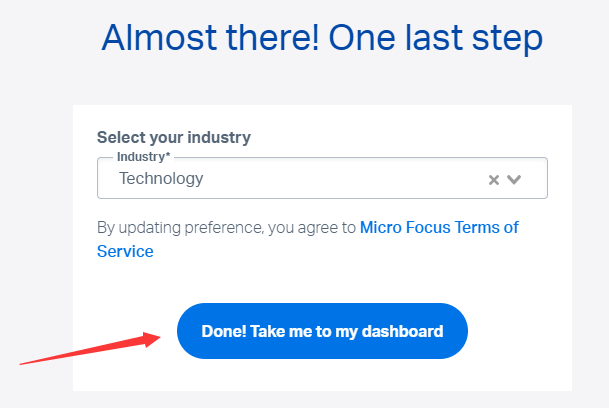 Almost there! One last step
Select your industry
Industry*
Technology
By updating preference, you agree to Micro Focus Terms of
Service
Done! Take me to my dashboard